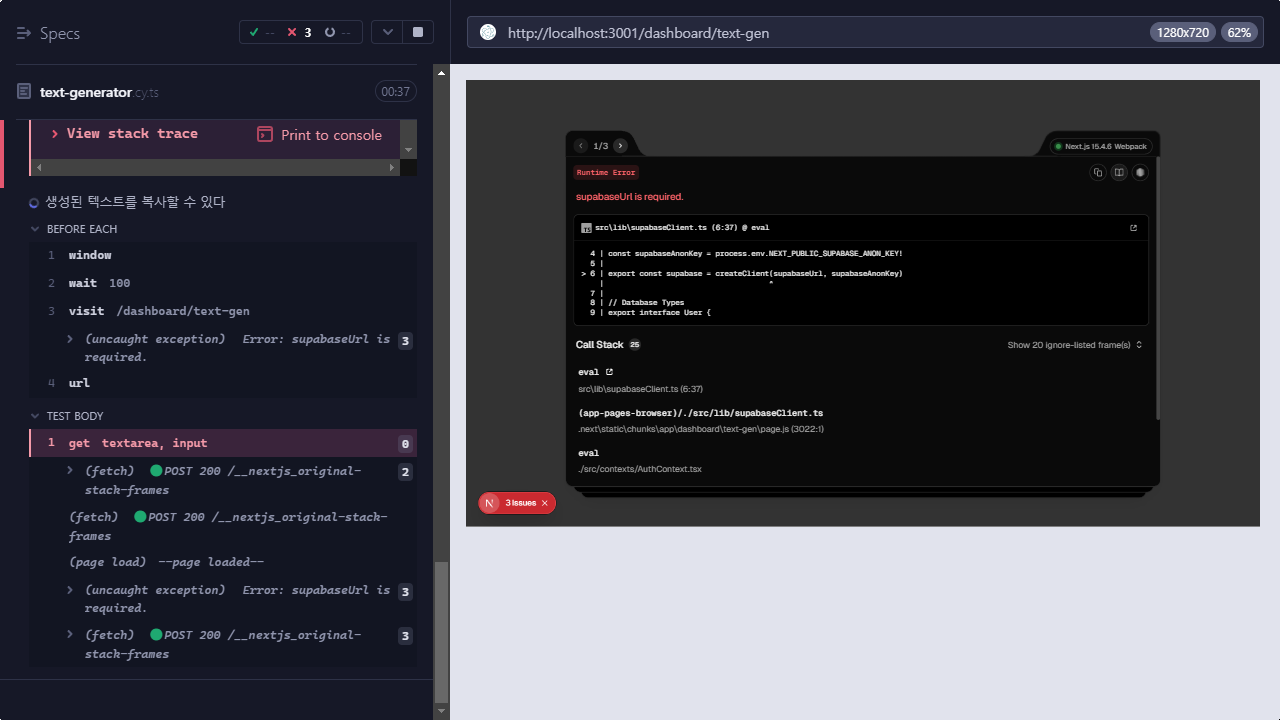 Specs
-- 3 --
text-generator.cy.ts 00:37
View stack trace Print to console
생성된 텍스트를 복사할 수 있다
BEFORE EACH
1 window
2 wait 100
3 visit /dashboard/text-gen
(uncaught exception) Error: supabaseUrl is 3
required.
4 url
TEST BODY
1 get textarea, input 0
(fetch) POST 200 /__nextjs_original- 2
stack-frames
(fetch) POST 200 /__nextjs_original-stack-
frames
(page load) --page loaded--
(uncaught exception) Error: supabaseUrl is 3
required.
(fetch) POST 200 /__nextjs_original- 3
stack-frames
http://localhost:3001/dashboard/text-gen 1280x720 62%
1/3 Next.js 15.4.6 Webpack
Runtime Error
supabaseUrl is required.
src\lib\supabaseClient.ts (6:37) @ eval
4 | const supabaseAnonKey = process.env.NEXT_PUBLIC_SUPABASE_ANON_KEY!
5 |
> 6 | export const supabase = createClient(supabaseUrl, supabaseAnonKey)
| ^
7 |
8 | // Database Types
9 | export interface User {
Call Stack 25 Show 20 ignore-listed frame(s)
eval
src\lib\supabaseClient.ts (6:37)
(app-pages-browser)/./src/lib/supabaseClient.ts
.next\static\chunks\app\dashboard\text-gen\page.js (3022:1)
eval
./src/contexts/AuthContext.tsx
N 3 Issues